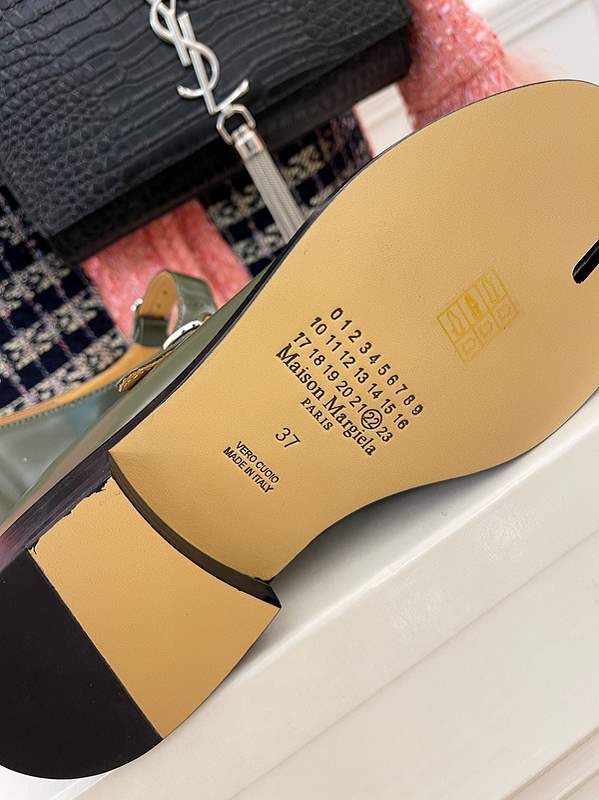 YSL
0 1 2 3 4 5 6 7 8 9
10 11 12 13 14 15 16
17 18 19 20 21 22 23
Maison Margiela
PARIS
37
VERO CUOIO
MADE IN ITALY